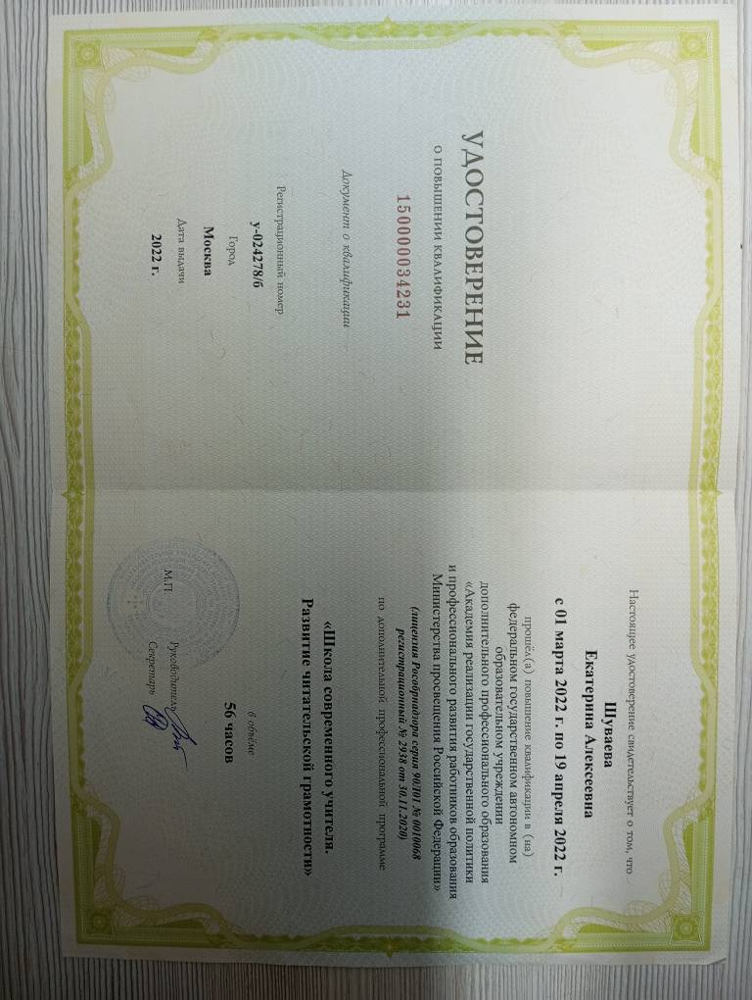 УДОСТОВЕРЕНИЕ
О ПОВЫШЕНИИ КВАЛИФИКАЦИИ
150000034231
Документ о квалификации
Регистрационный номер
у-024278/б
Город
Москва
Дата выдачи
2022 г.
Настоящее удостоверение свидетельствует о том, что
Шуваева
Екатерина Алексеевна
с 01 марта 2022 г. по 19 апреля 2022 г.
прошёл(а) повышение квалификации в (на)
федеральном государственном автономном
образовательном учреждении
дополнительного профессионального образования
«Академия реализации государственной политики
и профессионального развития работников образования
Министерства просвещения Российской Федерации»
(лицензия Рособрнадзора серия 90Л01 № 0010068
регистрационный № 2938 от 30.11.2020)
по дополнительной профессиональной программе
«Школа современного учителя.
Развитие читательской грамотности»
в объёме
56 часов
М.П.
Руководитель
Секретарь